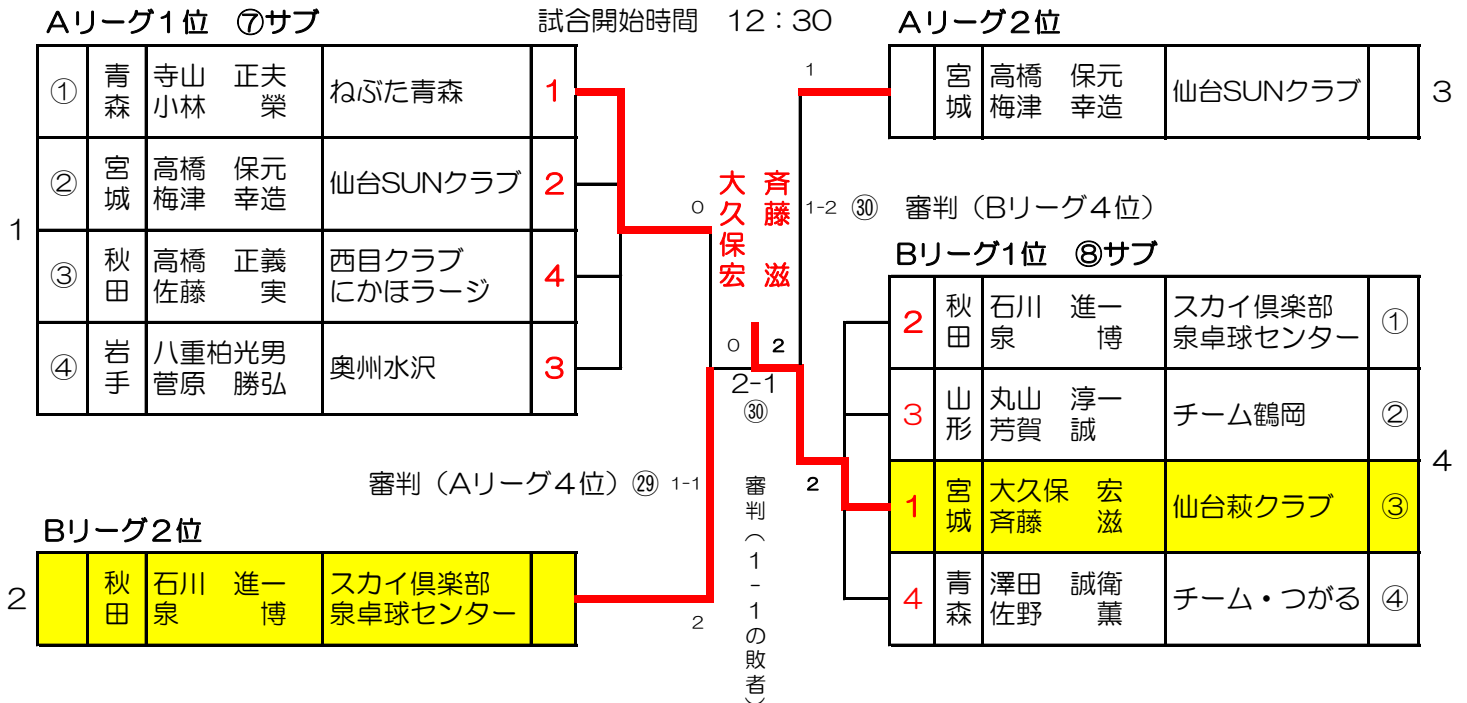 Aリーグ1位 ⑦サブ
試合開始時間 12：30
Aリーグ2位
1
① 青森 寺山 正夫 小林 榮 ねぶた青森 1
② 宮城 高橋 保元 梅津 幸造 仙台SUNクラブ 2
③ 秋田 高橋 正義 佐藤 実 西目クラブ にかほラージ 4
④ 岩手 八重柏光男 菅原 勝弘 奥州水沢 3
0
大久保宏
斉藤 滋
1
宮城 高橋 保元 梅津 幸造 仙台SUNクラブ
3
1-2 ㉚ 審判（Bリーグ4位）
Bリーグ1位 ⑧サブ
2 秋田 石川 進一 泉 博 スカイ倶楽部 泉卓球センター ①
3 山形 丸山 淳一 芳賀 誠 チーム鶴岡 ②
1 宮城 大久保 宏 斉藤 滋 仙台萩クラブ ③
4 青森 澤田 誠衛 佐野 薫 チーム・つがる ④
4
0 2
2-1
㉚
審判（1-1の敗者）
2
審判（Aリーグ4位）㉙ 1-1
Bリーグ2位
2
秋田 石川 進一 泉 博 スカイ倶楽部 泉卓球センター
2